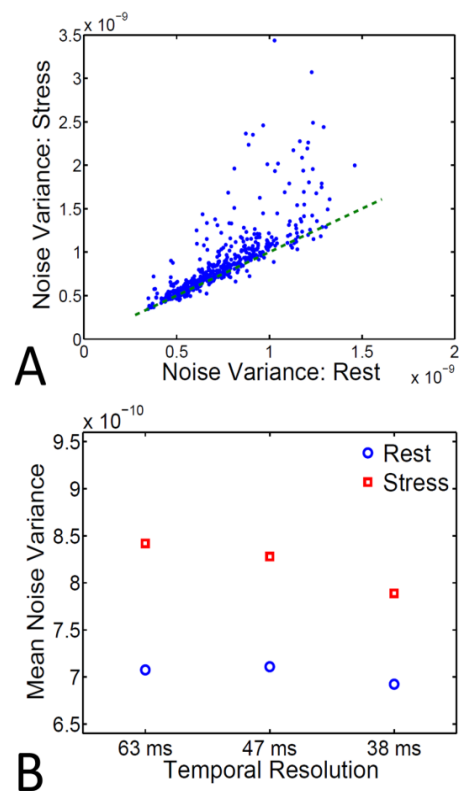 x 10⁻⁹
3.5
3
2.5
2
1.5
1
0.5
0
Noise Variance: Stress
0 0.5 1 1.5 2
A
Noise Variance: Rest
x 10⁻⁹
x 10⁻¹⁰
9.5
9
8.5
8
7.5
7
6.5
Mean Noise Variance
Rest
Stress
63 ms 47 ms 38 ms
B
Temporal Resolution